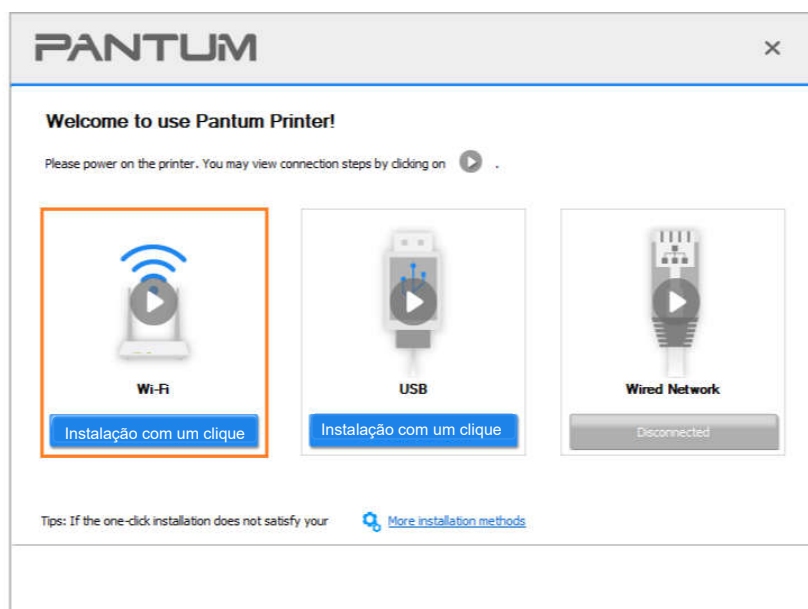 PANTUM
Welcome to use Pantum Printer!
Please power on the printer. You may view connection steps by clicking on .
Wi-Fi
USB
Wired Network
Instalação com um clique
Instalação com um clique
Disconnected
Tips: If the one-click installation does not satisfy your More installation methods